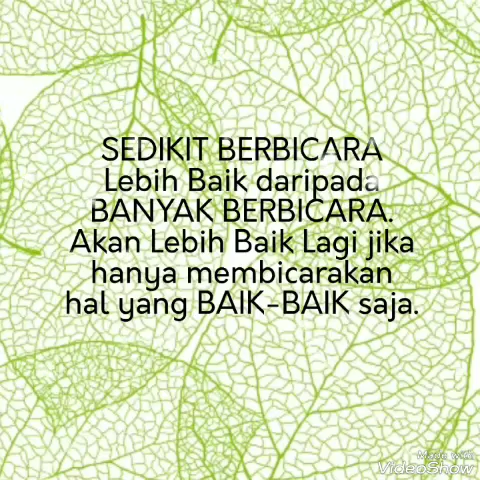 SEDIKIT BERBICARA
Lebih Baik daripada
BANYAK BERBICARA.
Akan Lebih Baik Lagi jika
hanya membicarakan
hal yang BAIK-BAIK saja.
Made with
VideoShow